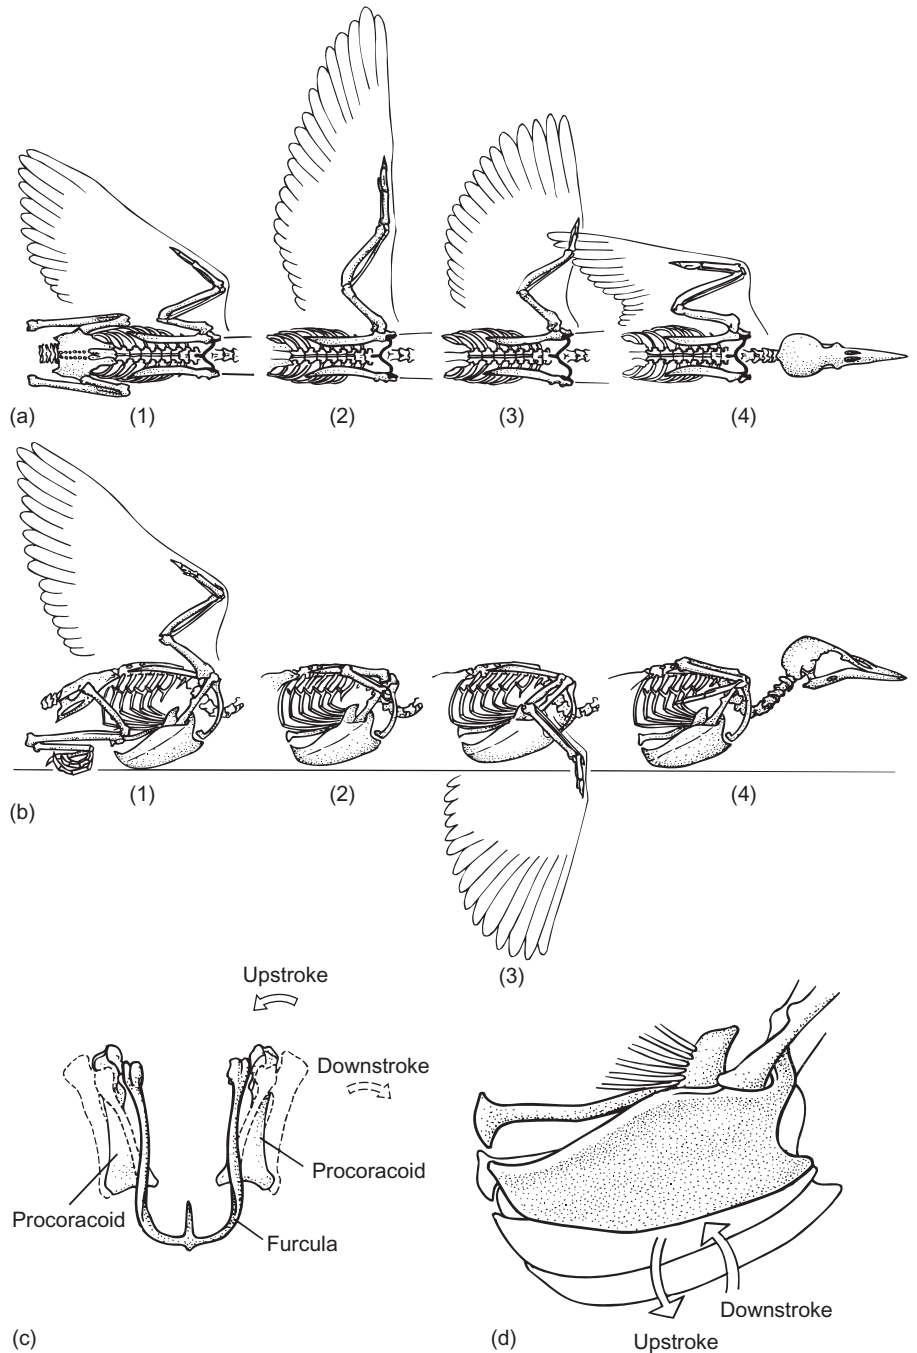 (a)
(1)
(2)
(3)
(4)
(b)
(1)
(2)
(3)
(4)
Upstroke
Downstroke
Procoracoid
Procoracoid
Furcula
(c)
Downstroke
Upstroke
(d)